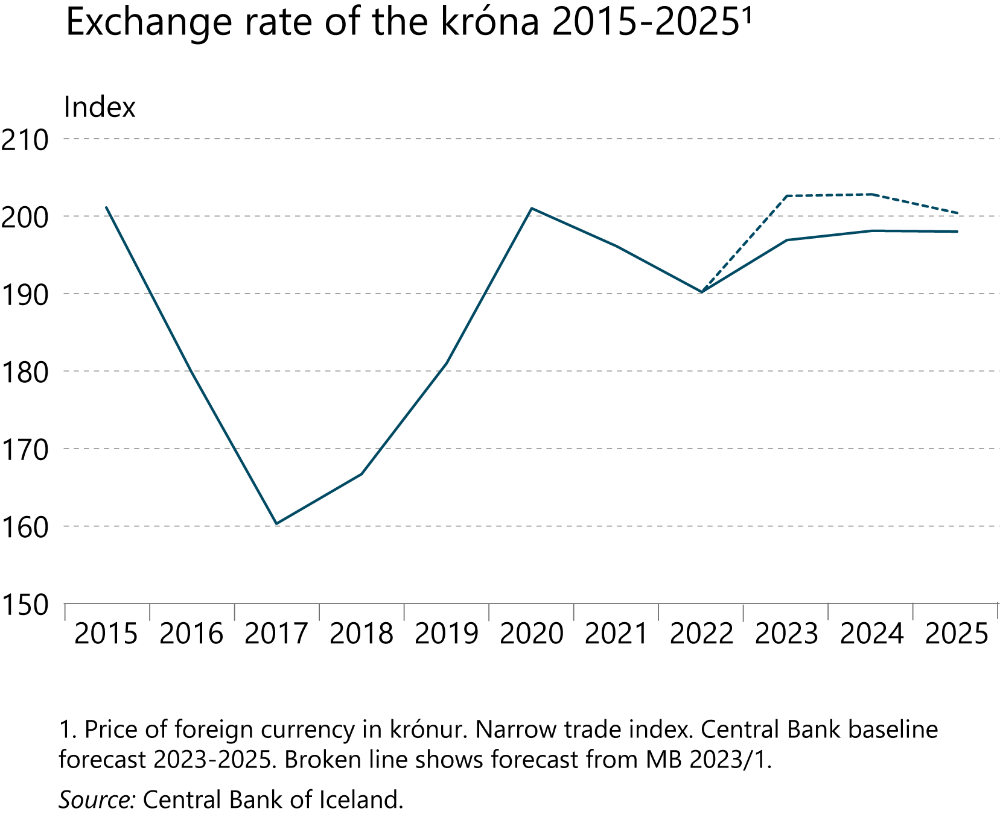 Exchange rate of the króna 2015-2025¹
Index
210
200
190
180
170
160
150
2015 2016 2017 2018 2019 2020 2021 2022 2023 2024 2025
1. Price of foreign currency in krónur. Narrow trade index. Central Bank baseline
forecast 2023-2025. Broken line shows forecast from MB 2023/1.
Source: Central Bank of Iceland.